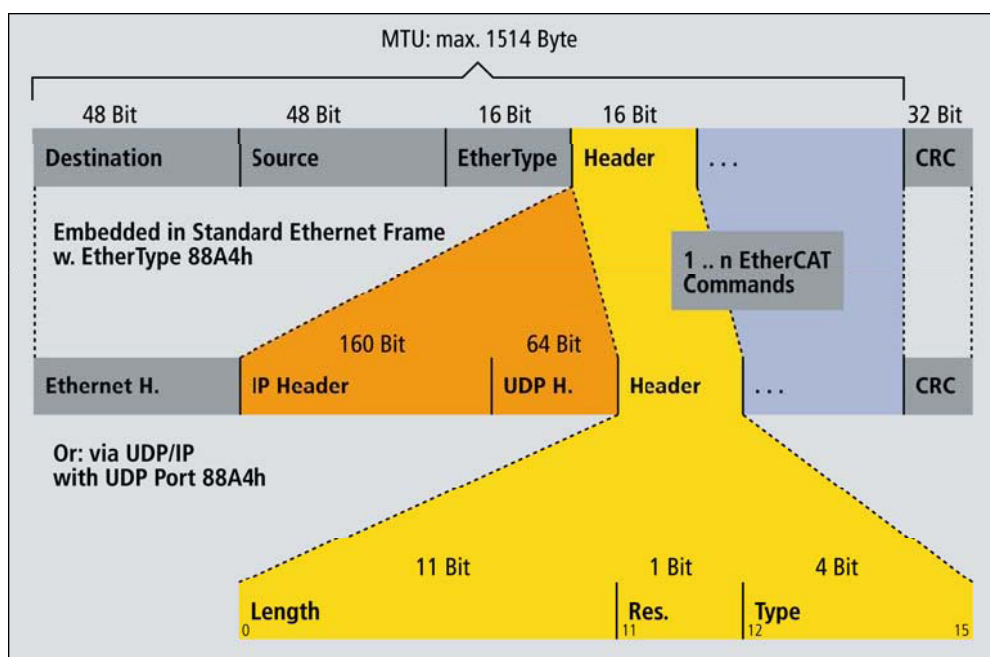 MTU: max. 1514 Byte
48 Bit 48 Bit 16 Bit 16 Bit 32 Bit
Destination Source EtherType Header ... CRC
Embedded in Standard Ethernet Frame
w. EtherType 88A4h
1 .. n EtherCAT
Commands
160 Bit 64 Bit
Ethernet H. IP Header UDP H. Header ... CRC
Or: via UDP/IP
with UDP Port 88A4h
11 Bit 1 Bit 4 Bit
Length Res. Type
0 11 12 15